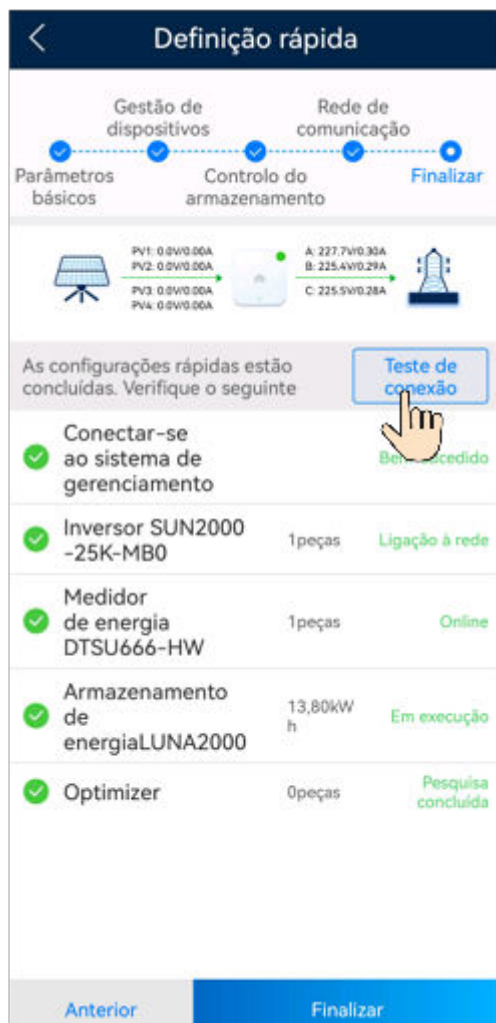 Definição rápida
Gestão de
dispositivos
Rede de
comunicação
Parâmetros
básicos
Controlo do
armazenamento
Finalizar
PV1: 0.0V/0.00A
PV2: 0.0V/0.00A
PV3: 0.0V/0.00A
PV4: 0.0V/0.00A
A: 227.7V/0.30A
B: 225.4V/0.29A
C: 225.5V/0.28A
As configurações rápidas estão
concluídas. Verifique o seguinte
Teste de
conexão
Conectar-se
ao sistema de
gerenciamento
Bem-sucedido
Inversor SUN2000
-25K-MB0
1peças
Ligação à rede
Medidor
de energia
DTSU666-HW
1peças
Online
Armazenamento
de
energiaLUNA2000
13,80kW
h
Em execução
Optimizer
0peças
Pesquisa
concluída
Anterior
Finalizar